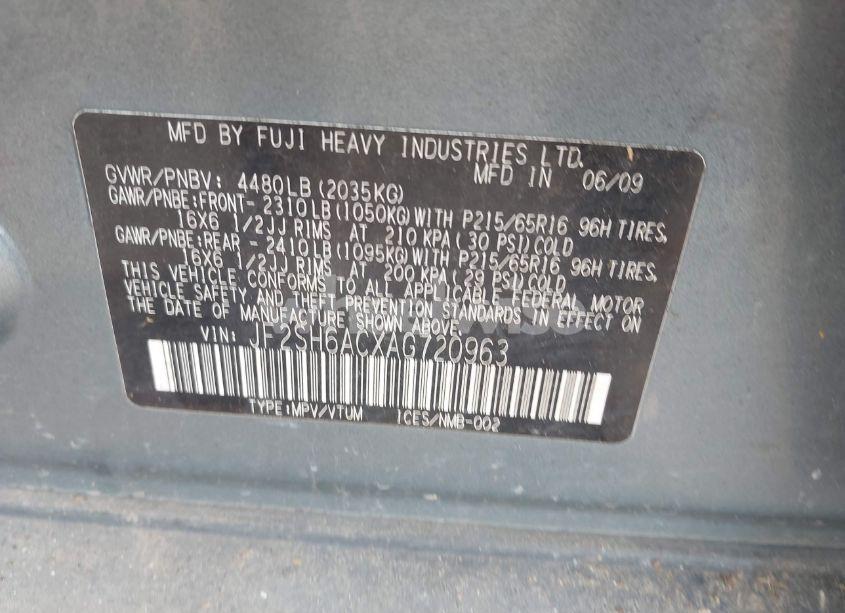 MFD BY FUJI HEAVY INDUSTRIES LTD.
MFD IN 06/09
GVWR/PNBV: 4480LB(2035KG)
GAWR/PNBE:FRONT- 2310LB(1050KG)WITH P215/65R16 96H TIRES,
16X6 1/2JJ RIMS AT 210 KPA( 30 PSI)COLD
GAWR/PNBE:REAR - 2410LB(1095KG)WITH P215/65R16 96H TIRES,
16X6 1/2JJ RIMS AT 200 KPA( 29 PSI)COLD
THIS VEHICLE CONFORMS TO ALL APPLICABLE FEDERAL MOTOR
VEHICLE SAFETY AND THEFT PREVENTION STANDARDS IN EFFECT ON
THE DATE OF MANUFACTURE SHOWN ABOVE.
VIN: JF2SH6ACXAG720963
TYPE:MPV/VTUM ICES/NMB-002